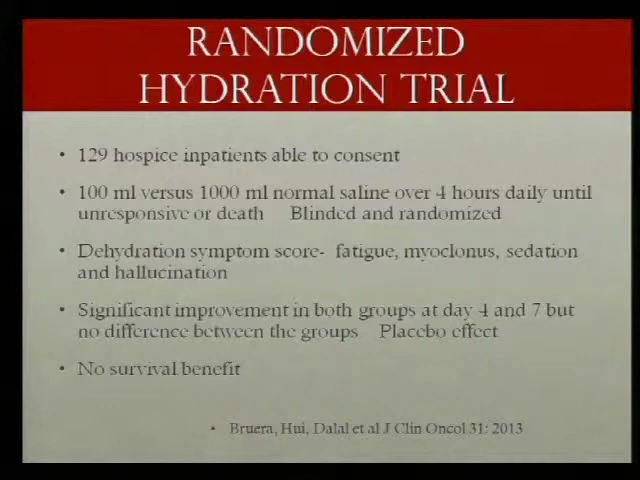 RANDOMIZED
HYDRATION TRIAL
• 129 hospice inpatients able to consent
• 100 ml versus 1000 ml normal saline over 4 hours daily until
unresponsive or death Blinded and randomized
• Dehydration symptom score- fatigue, myoclonus, sedation
and hallucination
• Significant improvement in both groups at day 4 and 7 but
no difference between the groups Placebo effect
• No survival benefit
• Bruera, Hui, Dalal et al J Clin Oncol 31: 2013